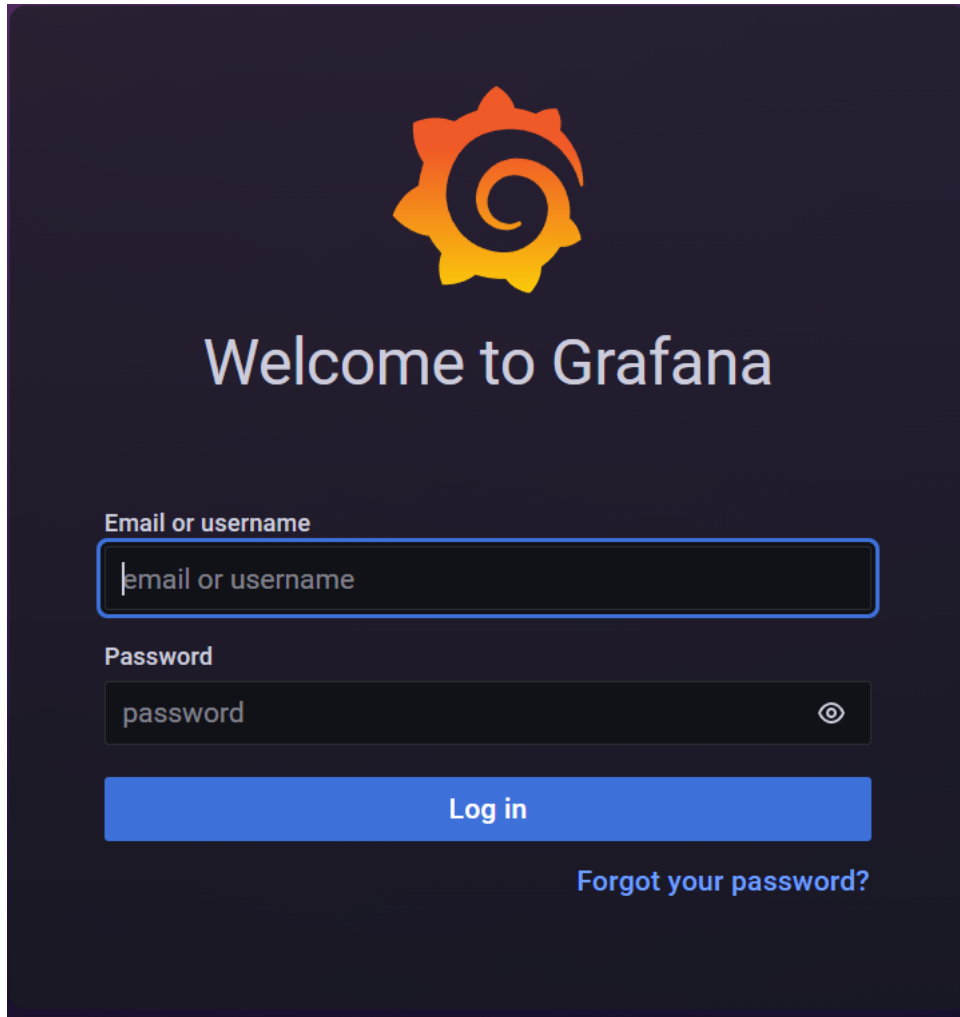 Welcome to Grafana
Email or username
email or username
Password
password
Log in
Forgot your password?